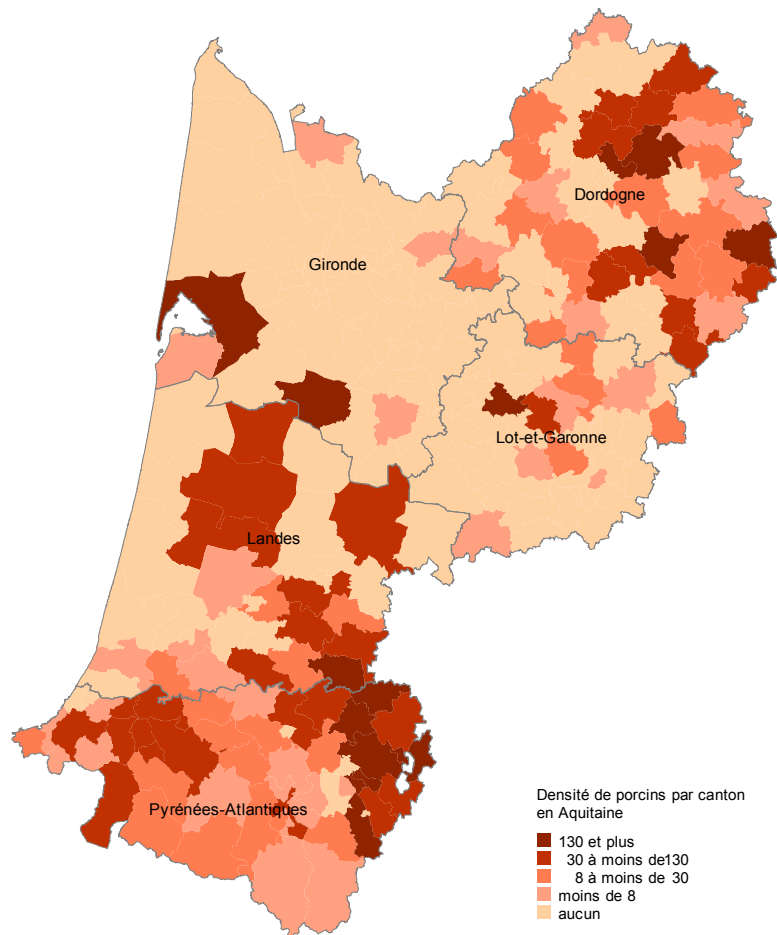 Dordogne
Gironde
Lot-et-Garonne
Landes
Pyrénées-Atlantiques
Densité de porcins par canton
en Aquitaine
130 et plus
30 à moins de130
8 à moins de 30
moins de 8
aucun